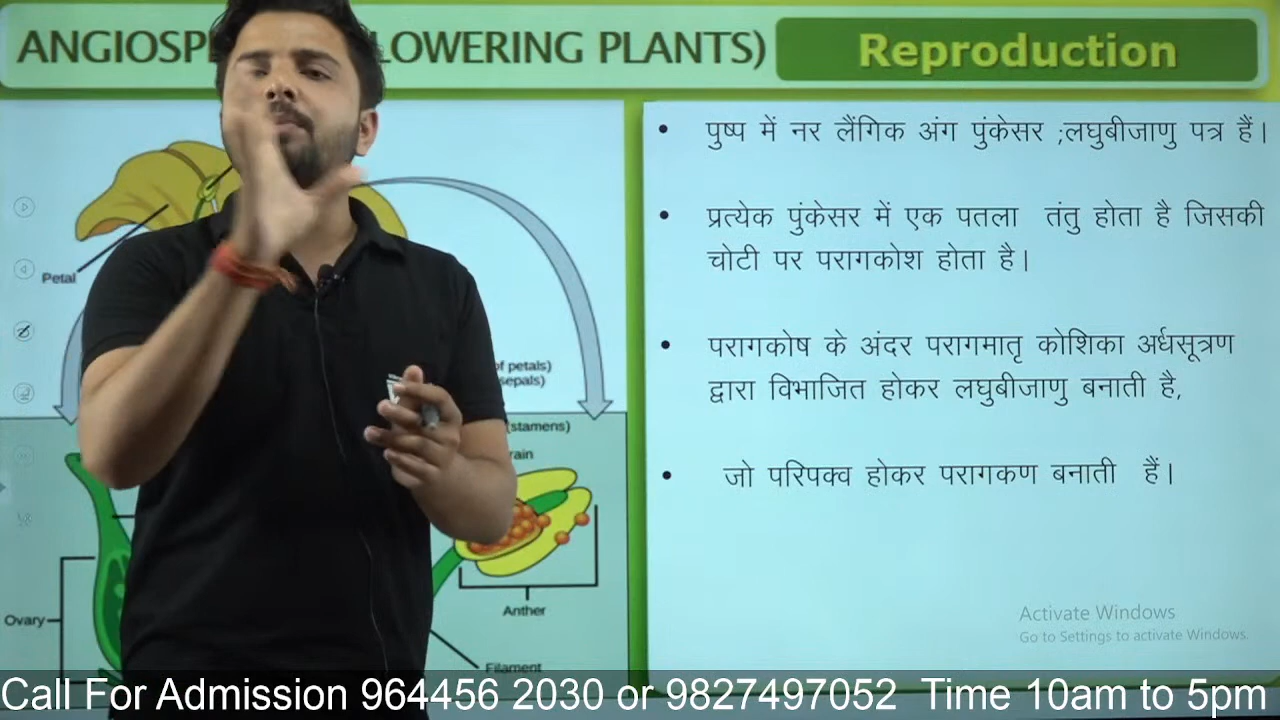 ANGIOSP LOWERING PLANTS)
Reproduction
• पुष्प में नर लैंगिक अंग पुंकेसर ;लघुबीजाणु पत्र हैं।
• प्रत्येक पुंकेसर में एक पतला तंतु होता है जिसकी
चोटी पर परागकोश होता है।
• परागकोष के अंदर परागमातृ कोशिका अर्धसूत्रण
द्वारा विभाजित होकर लघुबीजाणु बनाती है,
• जो परिपक्व होकर परागकण बनाती हैं।
Petal
of petals)
sepals)
(stamens)
rain
Anther
Ovary
Filament
Activate Windows
Go to Settings to activate Windows.
Call For Admission 964456 2030 or 9827497052 Time 10am to 5pm